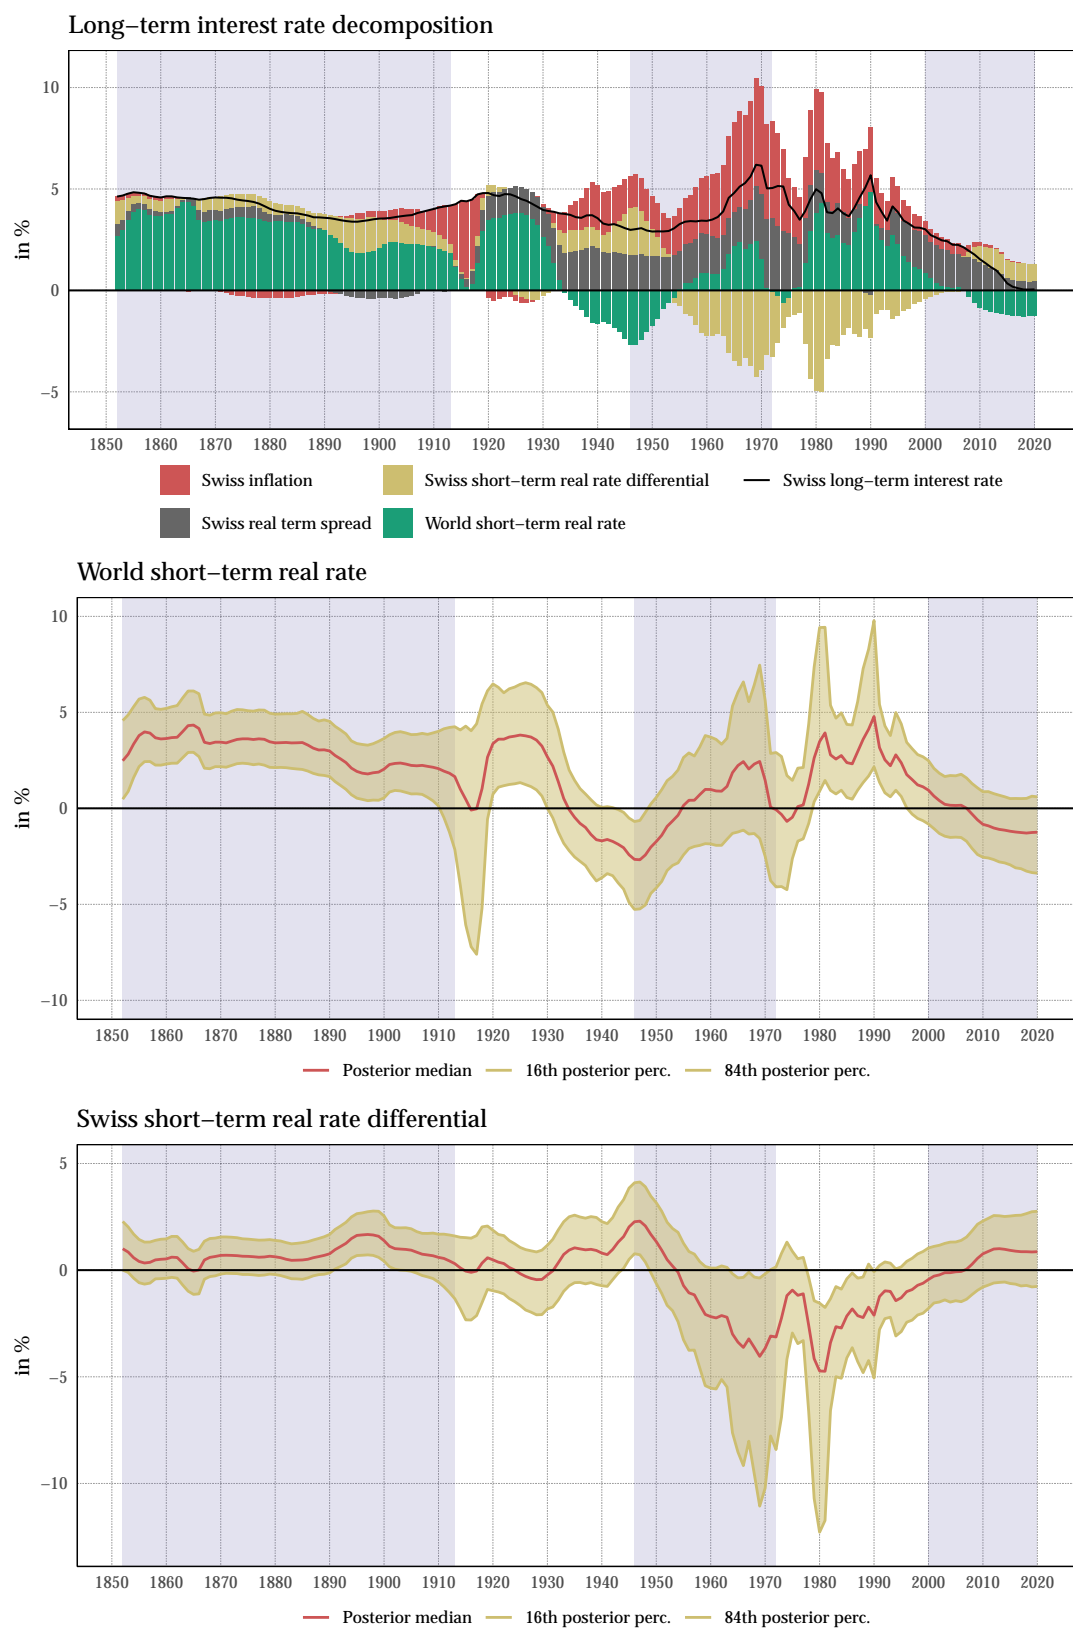 Long−term interest rate decomposition
10
5
0
−5
in %
1850 1860 1870 1880 1890 1900 1910 1920 1930 1940 1950 1960 1970 1980 1990 2000 2010 2020
Swiss inflation Swiss short−term real rate differential Swiss long−term interest rate
Swiss real term spread World short−term real rate
World short−term real rate
10
5
0
−5
−10
in %
1850 1860 1870 1880 1890 1900 1910 1920 1930 1940 1950 1960 1970 1980 1990 2000 2010 2020
Posterior median 16th posterior perc. 84th posterior perc.
Swiss short−term real rate differential
5
0
−5
−10
in %
1850 1860 1870 1880 1890 1900 1910 1920 1930 1940 1950 1960 1970 1980 1990 2000 2010 2020
Posterior median 16th posterior perc. 84th posterior perc.